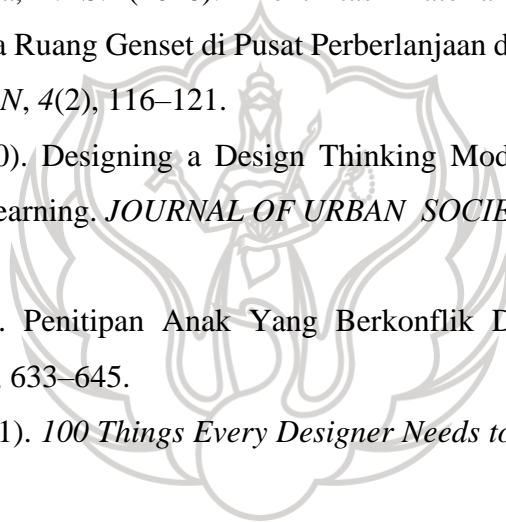 a Ruang Genset di Pusat Perberlanjaan d
N, 4(2), 116–121.
0). Designing a Design Thinking Mod
earning. JOURNAL OF URBAN SOCIE
. Penitipan Anak Yang Berkonflik D
, 633–645.
1). 100 Things Every Designer Needs to